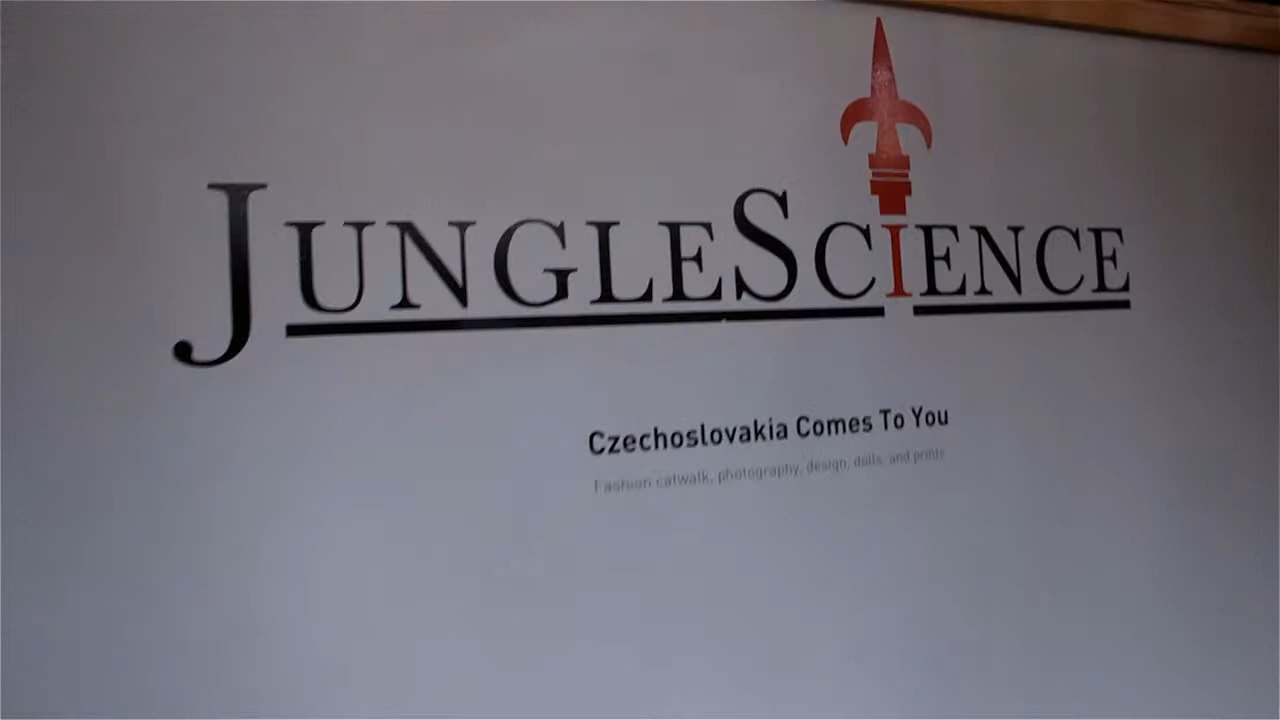 JUNGLESCIENCE
Czechoslovakia Comes To You
Fashion catwalk, photography, design, dolls, and prints